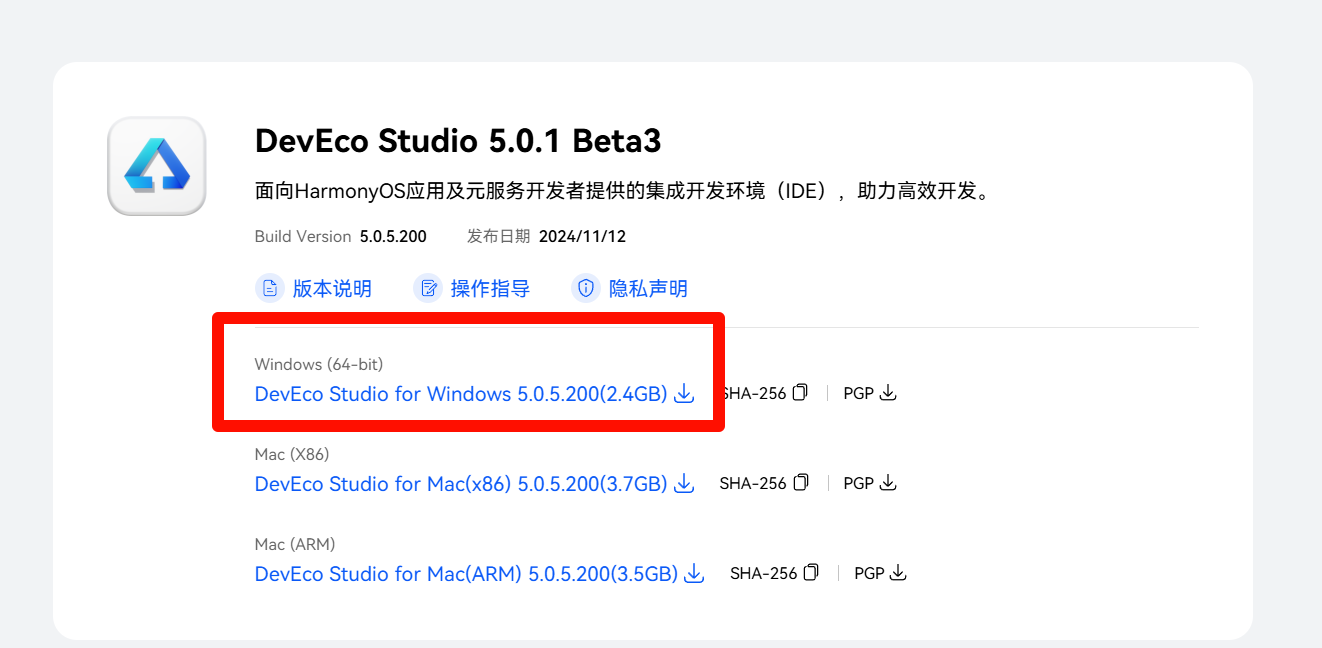 DevEco Studio 5.0.1 Beta3
面向HarmonyOS应用及元服务开发者提供的集成开发环境（IDE），助力高效开发。
Build Version 5.0.5.200 发布日期 2024/11/12
版本说明 操作指导 隐私声明
Windows (64-bit)
DevEco Studio for Windows 5.0.5.200(2.4GB) SHA-256 PGP
Mac (X86)
DevEco Studio for Mac(x86) 5.0.5.200(3.7GB) SHA-256 PGP
Mac (ARM)
DevEco Studio for Mac(ARM) 5.0.5.200(3.5GB) SHA-256 PGP